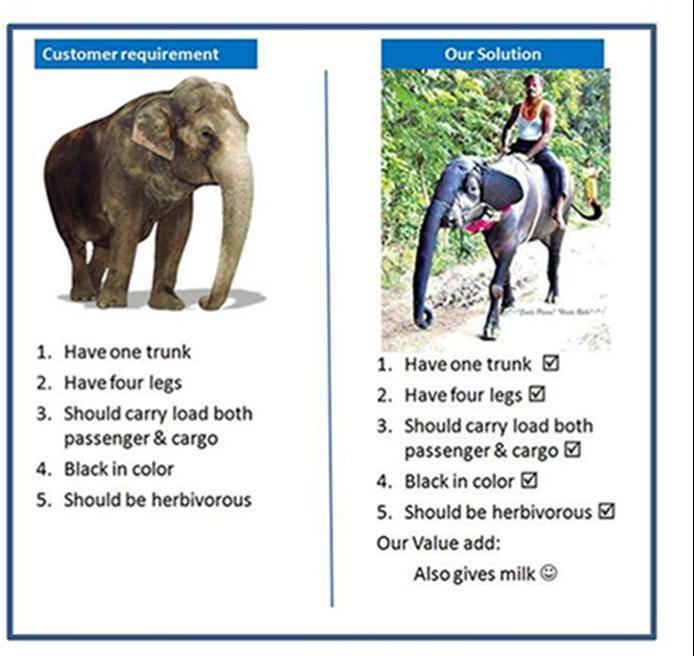 Customer requirement
1. Have one trunk
2. Have four legs
3. Should carry load both
passenger & cargo
4. Black in color
5. Should be herbivorous
Our Solution
1. Have one trunk ☑
2. Have four legs ☑
3. Should carry load both
passenger & cargo ☑
4. Black in color ☑
5. Should be herbivorous ☑
Our Value add:
Also gives milk ☺